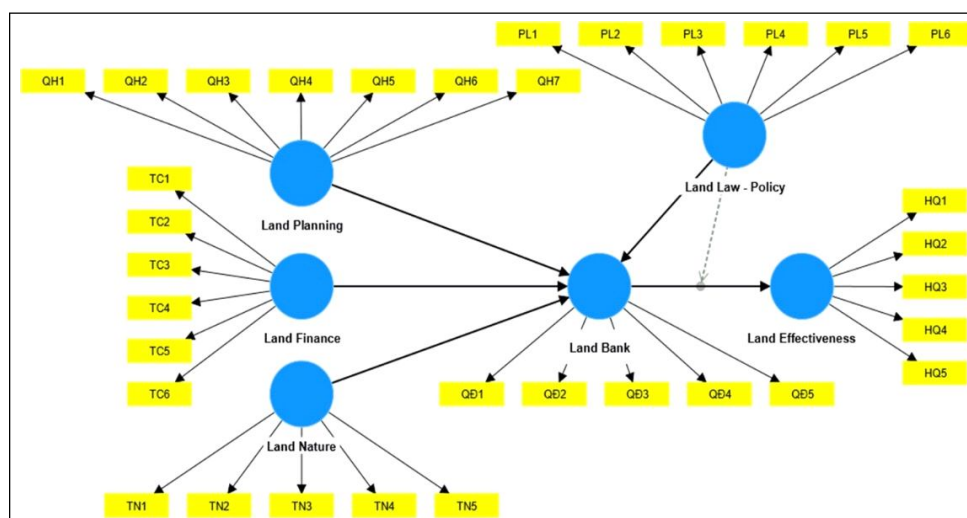 PL1 PL2 PL3 PL4 PL5 PL6
QH1 QH2 QH3 QH4 QH5 QH6 QH7
Land Law - Policy
TC1
TC2
TC3
TC4
TC5
TC6
Land Planning
Land Finance
Land Nature
Land Bank
Land Effectiveness
HQ1
HQ2
HQ3
HQ4
HQ5
QĐ1 QĐ2 QĐ3 QĐ4 QĐ5
TN1 TN2 TN3 TN4 TN5